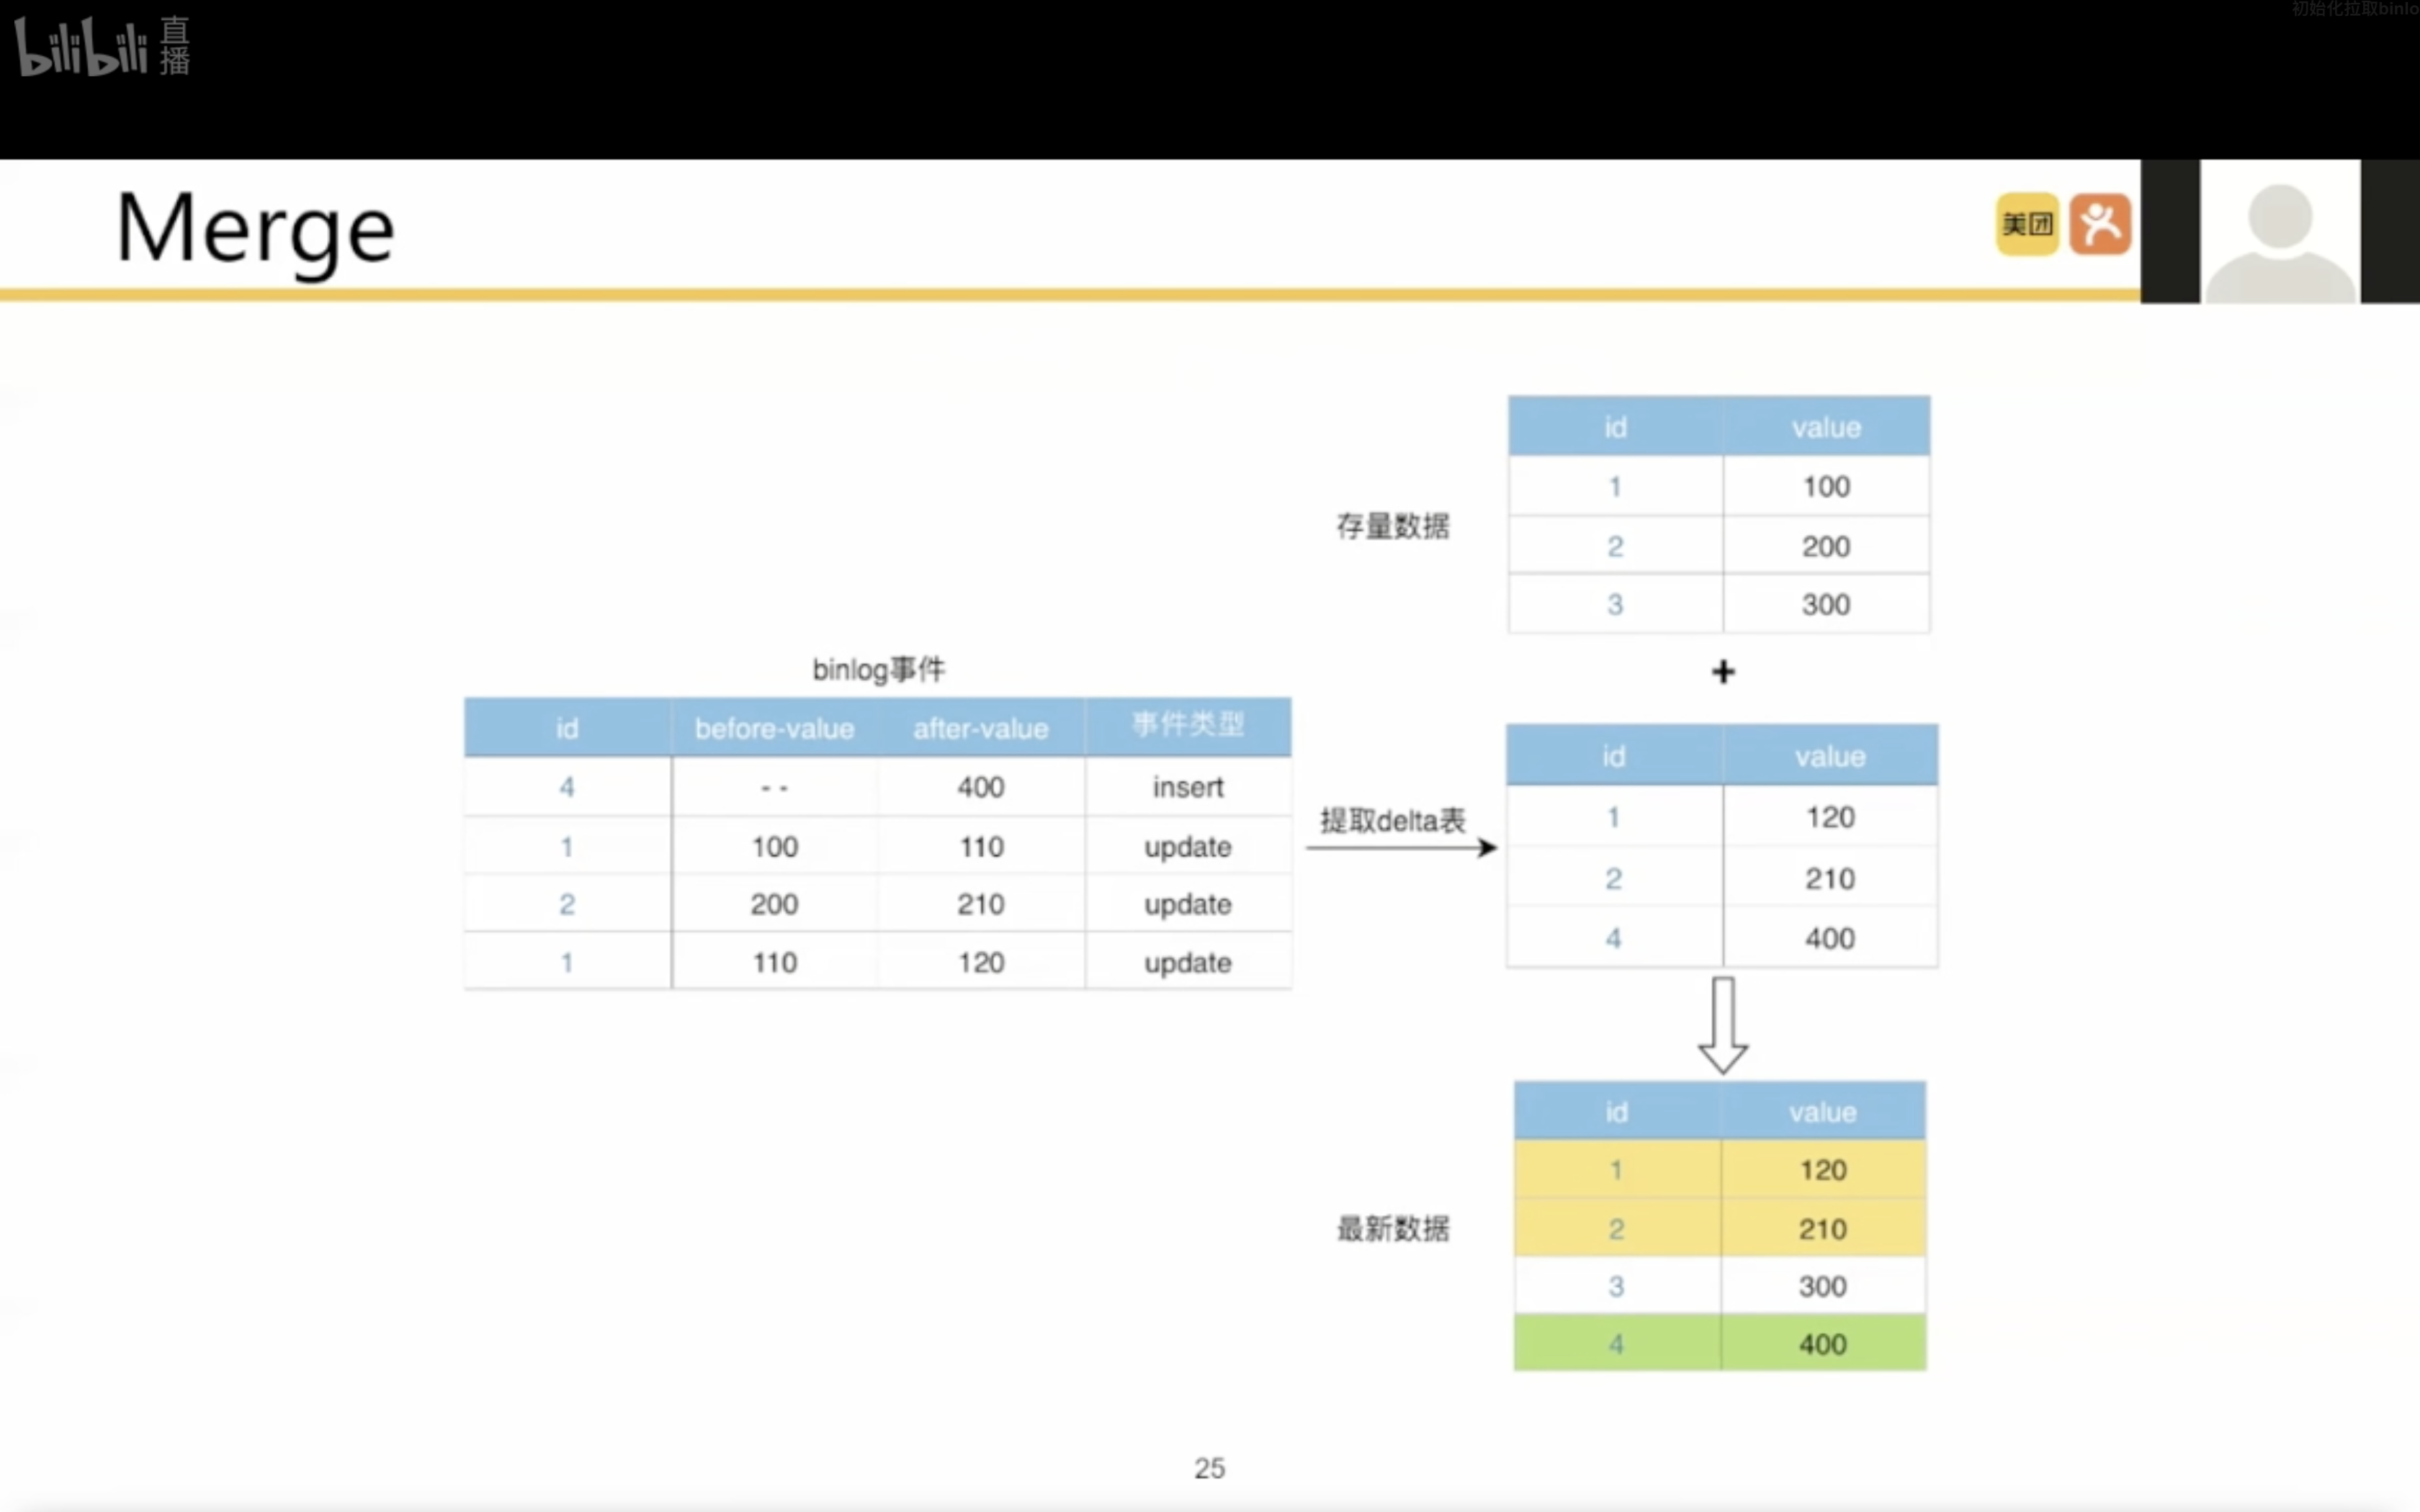 bilibili 直播
初始化拉取binlo
Merge
美团
id value
1 100
存量数据
2 200
3 300
+
binlog事件
id before-value after-value 事件类型
4 - - 400 insert
1 100 110 update
2 200 210 update
1 110 120 update
提取delta表
id value
1 120
2 210
4 400
id value
1 120
最新数据
2 210
3 300
4 400
25